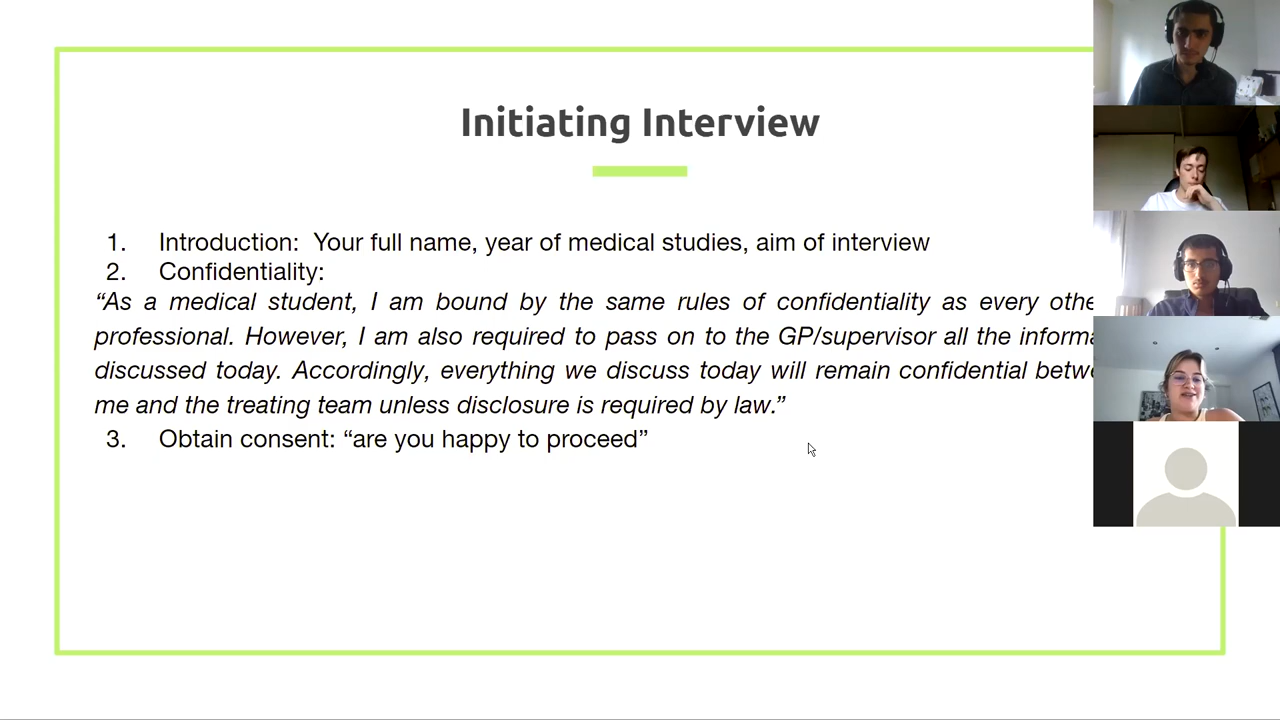 Initiating Interview
1. Introduction: Your full name, year of medical studies, aim of interview
2. Confidentiality:
“As a medical student, I am bound by the same rules of confidentiality as every
professional. However, I am also required to pass on to the GP/supervisor all the
discussed today. Accordingly, everything we discuss today will remain confidential
me and the treating team unless disclosure is required by law.”
3. Obtain consent: “are you happy to proceed”